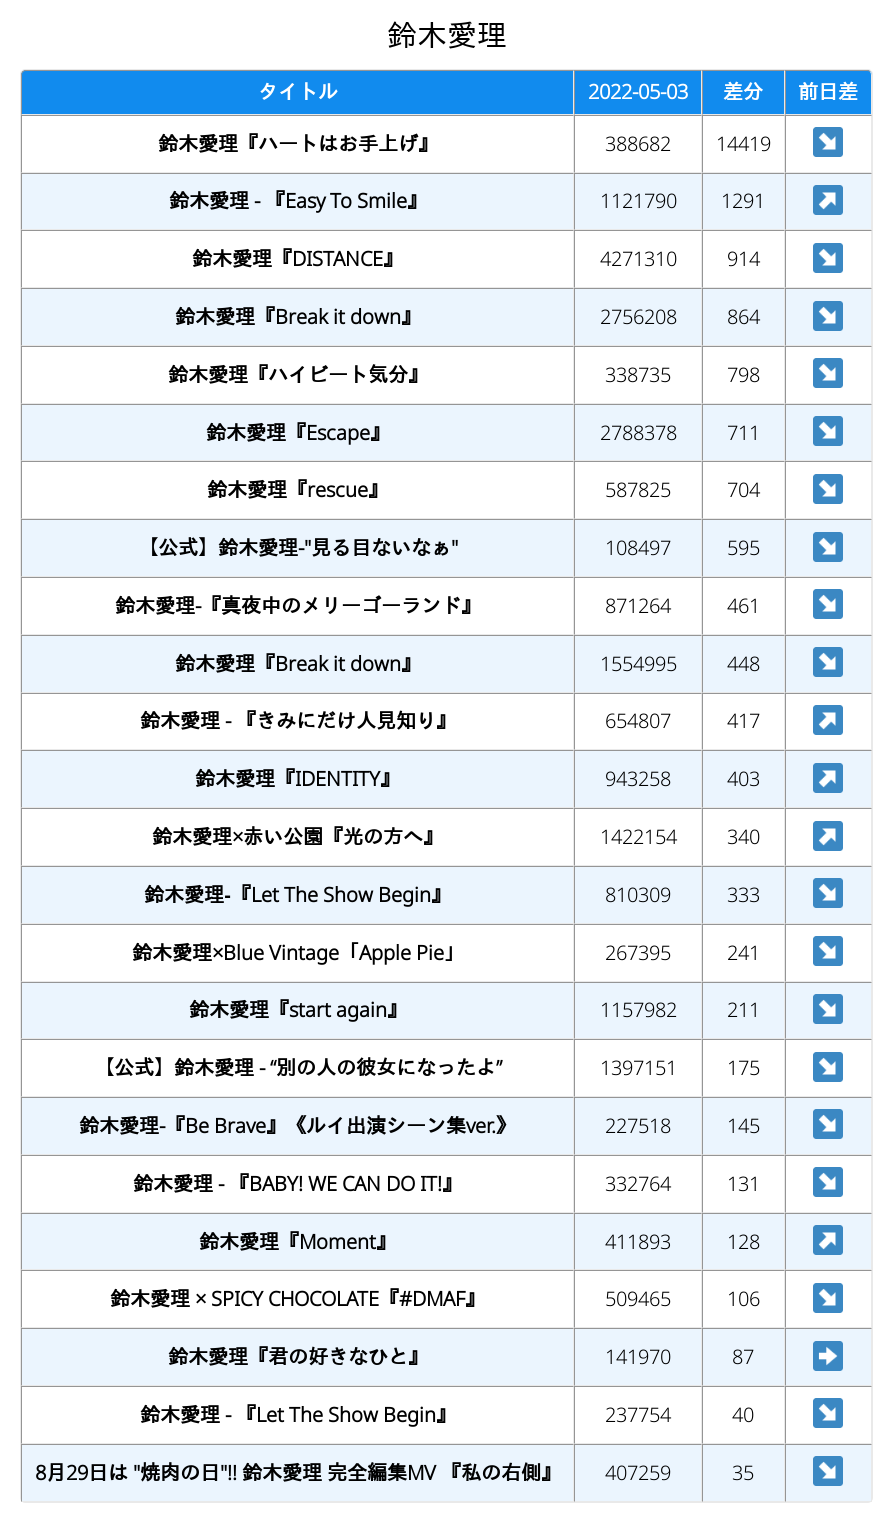 鈴木愛理
タイトル 2022-05-03 差分 前日差
鈴木愛理『ハートはお手上げ』 388682 14419 ↘
鈴木愛理 - 『Easy To Smile』 1121790 1291 ↗
鈴木愛理『DISTANCE』 4271310 914 ↘
鈴木愛理『Break it down』 2756208 864 ↘
鈴木愛理『ハイビート気分』 338735 798 ↘
鈴木愛理『Escape』 2788378 711 ↘
鈴木愛理『rescue』 587825 704 ↘
【公式】鈴木愛理-"見る目ないなぁ" 108497 595 ↘
鈴木愛理-『真夜中のメリーゴーランド』 871264 461 ↘
鈴木愛理『Break it down』 1554995 448 ↘
鈴木愛理 - 『きみにだけ人見知り』 654807 417 ↗
鈴木愛理『IDENTITY』 943258 403 ↗
鈴木愛理×赤い公園『光の方へ』 1422154 340 ↗
鈴木愛理-『Let The Show Begin』 810309 333 ↘
鈴木愛理×Blue Vintage「Apple Pie」 267395 241 ↘
鈴木愛理『start again』 1157982 211 ↘
【公式】鈴木愛理 - “別の人の彼女になったよ” 1397151 175 ↘
鈴木愛理-『Be Brave』《ルイ出演シーン集ver.》 227518 145 ↘
鈴木愛理 - 『BABY! WE CAN DO IT!』 332764 131 ↘
鈴木愛理『Moment』 411893 128 ↗
鈴木愛理 × SPICY CHOCOLATE『#DMAF』 509465 106 ↘
鈴木愛理『君の好きなひと』 141970 87 →
鈴木愛理 - 『Let The Show Begin』 237754 40 ↘
8月29日は "焼肉の日"!! 鈴木愛理 完全編集MV 『私の右側』 407259 35 ↘